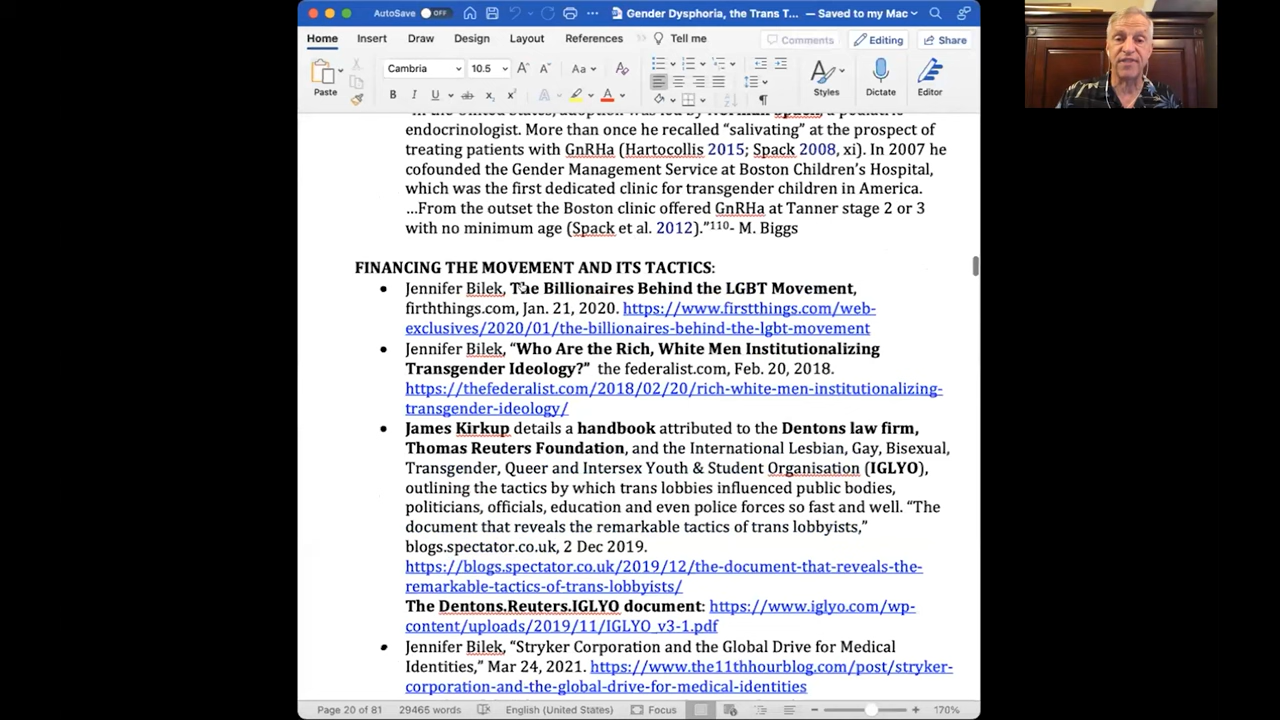 AutoSave OFF Gender Dysphoria, the Trans T... — Saved to my Mac
Home Insert Draw Design Layout References Tell me Comments Editing Share
Paste Cambria 10.5 A A Aa A Styles Dictate Editor
B I U ab x₂ x² A A
endocrinologist. More than once he recalled “salivating” at the prospect of
treating patients with GnRHa (Hartocollis 2015; Spack 2008, xi). In 2007 he
cofounded the Gender Management Service at Boston Children’s Hospital,
which was the first dedicated clinic for transgender children in America.
…From the outset the Boston clinic offered GnRHa at Tanner stage 2 or 3
with no minimum age (Spack et al. 2012).”¹¹⁰- M. Biggs
FINANCING THE MOVEMENT AND ITS TACTICS:
• Jennifer Bilek, The Billionaires Behind the LGBT Movement,
firththings.com, Jan. 21, 2020. https://www.firstthings.com/web-
exclusives/2020/01/the-billionaires-behind-the-lgbt-movement
• Jennifer Bilek, “Who Are the Rich, White Men Institutionalizing
Transgender Ideology?” the federalist.com, Feb. 20, 2018.
https://thefederalist.com/2018/02/20/rich-white-men-institutionalizing-
transgender-ideology/
• James Kirkup details a handbook attributed to the Dentons law firm,
Thomas Reuters Foundation, and the International Lesbian, Gay, Bisexual,
Transgender, Queer and Intersex Youth & Student Organisation (IGLYO),
outlining the tactics by which trans lobbies influenced public bodies,
politicians, officials, education and even police forces so fast and well. “The
document that reveals the remarkable tactics of trans lobbyists,”
blogs.spectator.co.uk, 2 Dec 2019.
https://blogs.spectator.co.uk/2019/12/the-document-that-reveals-the-
remarkable-tactics-of-trans-lobbyists/
The Dentons.Reuters.IGLYO document: https://www.iglyo.com/wp-
content/uploads/2019/11/IGLYO_v3-1.pdf
• Jennifer Bilek, “Stryker Corporation and the Global Drive for Medical
Identities,” Mar 24, 2021. https://www.the11thhourblog.com/post/stryker-
corporation-and-the-global-drive-for-medical-identities
Page 20 of 81 29465 words English (United States) Focus 170%